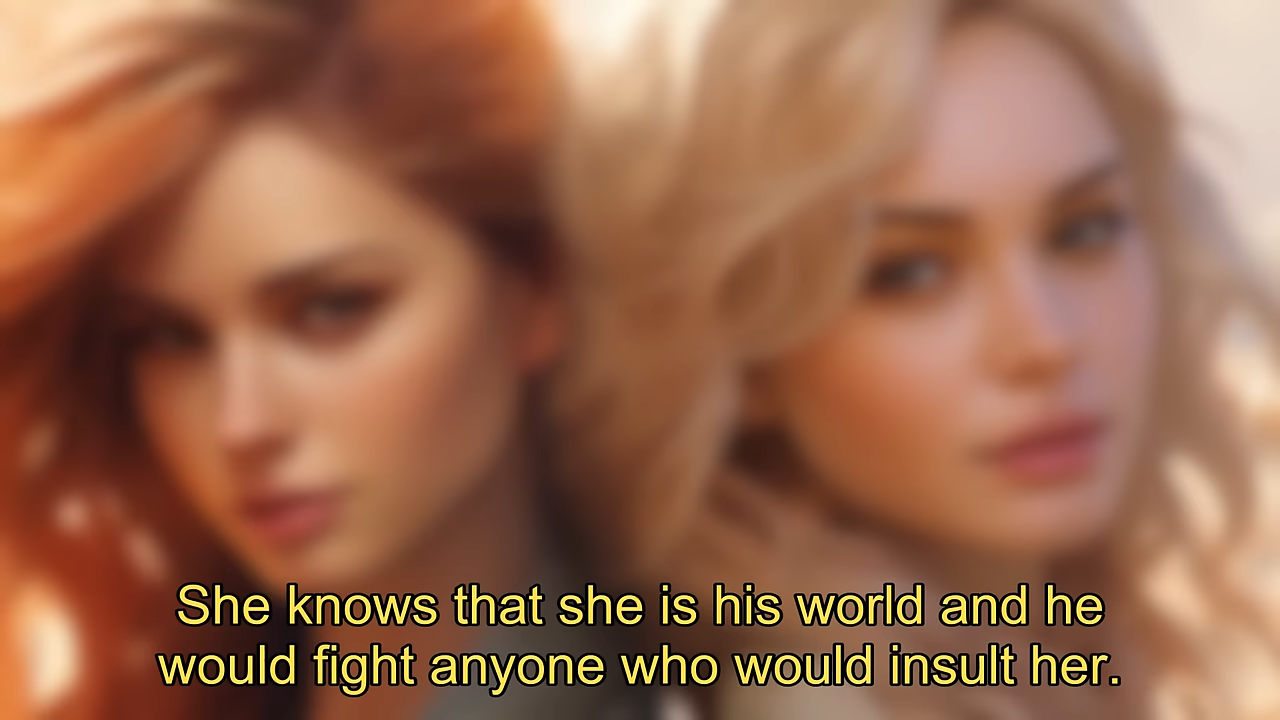 She knows that she is his world and he
would fight anyone who would insult her.